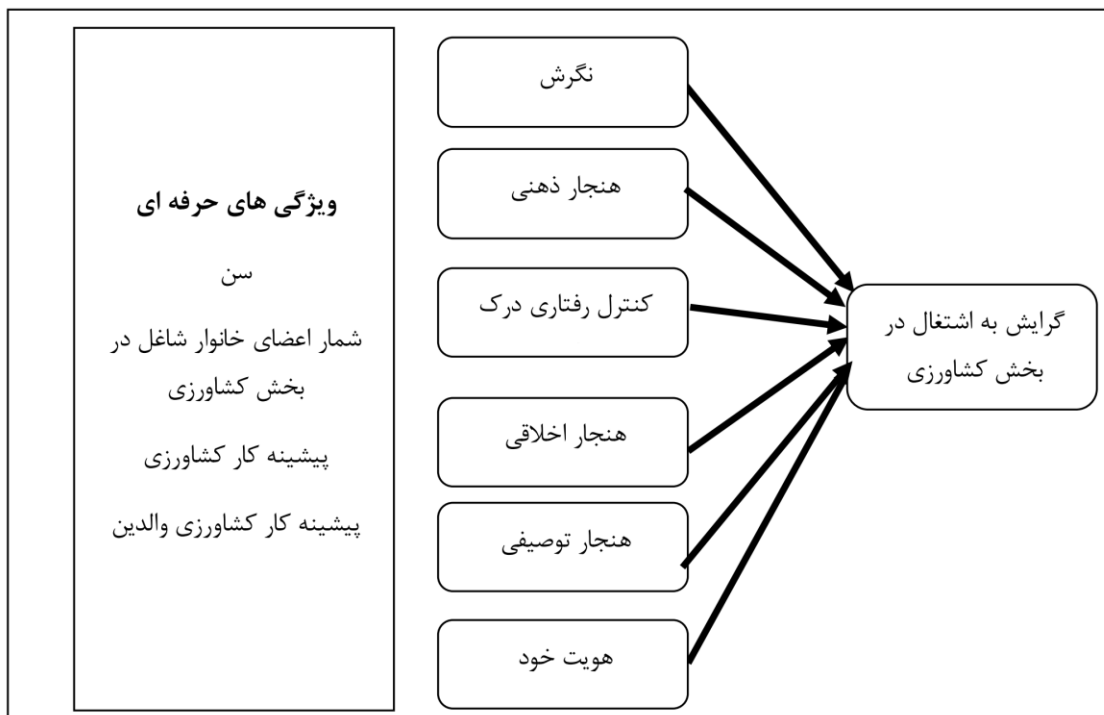 ویژگی های حرفه ای
سن
شمار اعضای خانوار شاغل در
بخش کشاورزی
پیشینه کار کشاورزی
پیشینه کار کشاورزی والدین
نگرش
هنجار ذهنی
کنترل رفتاری درک
هنجار اخلاقی
هنجار توصیفی
هویت خود
گرایش به اشتغال در
بخش کشاورزی